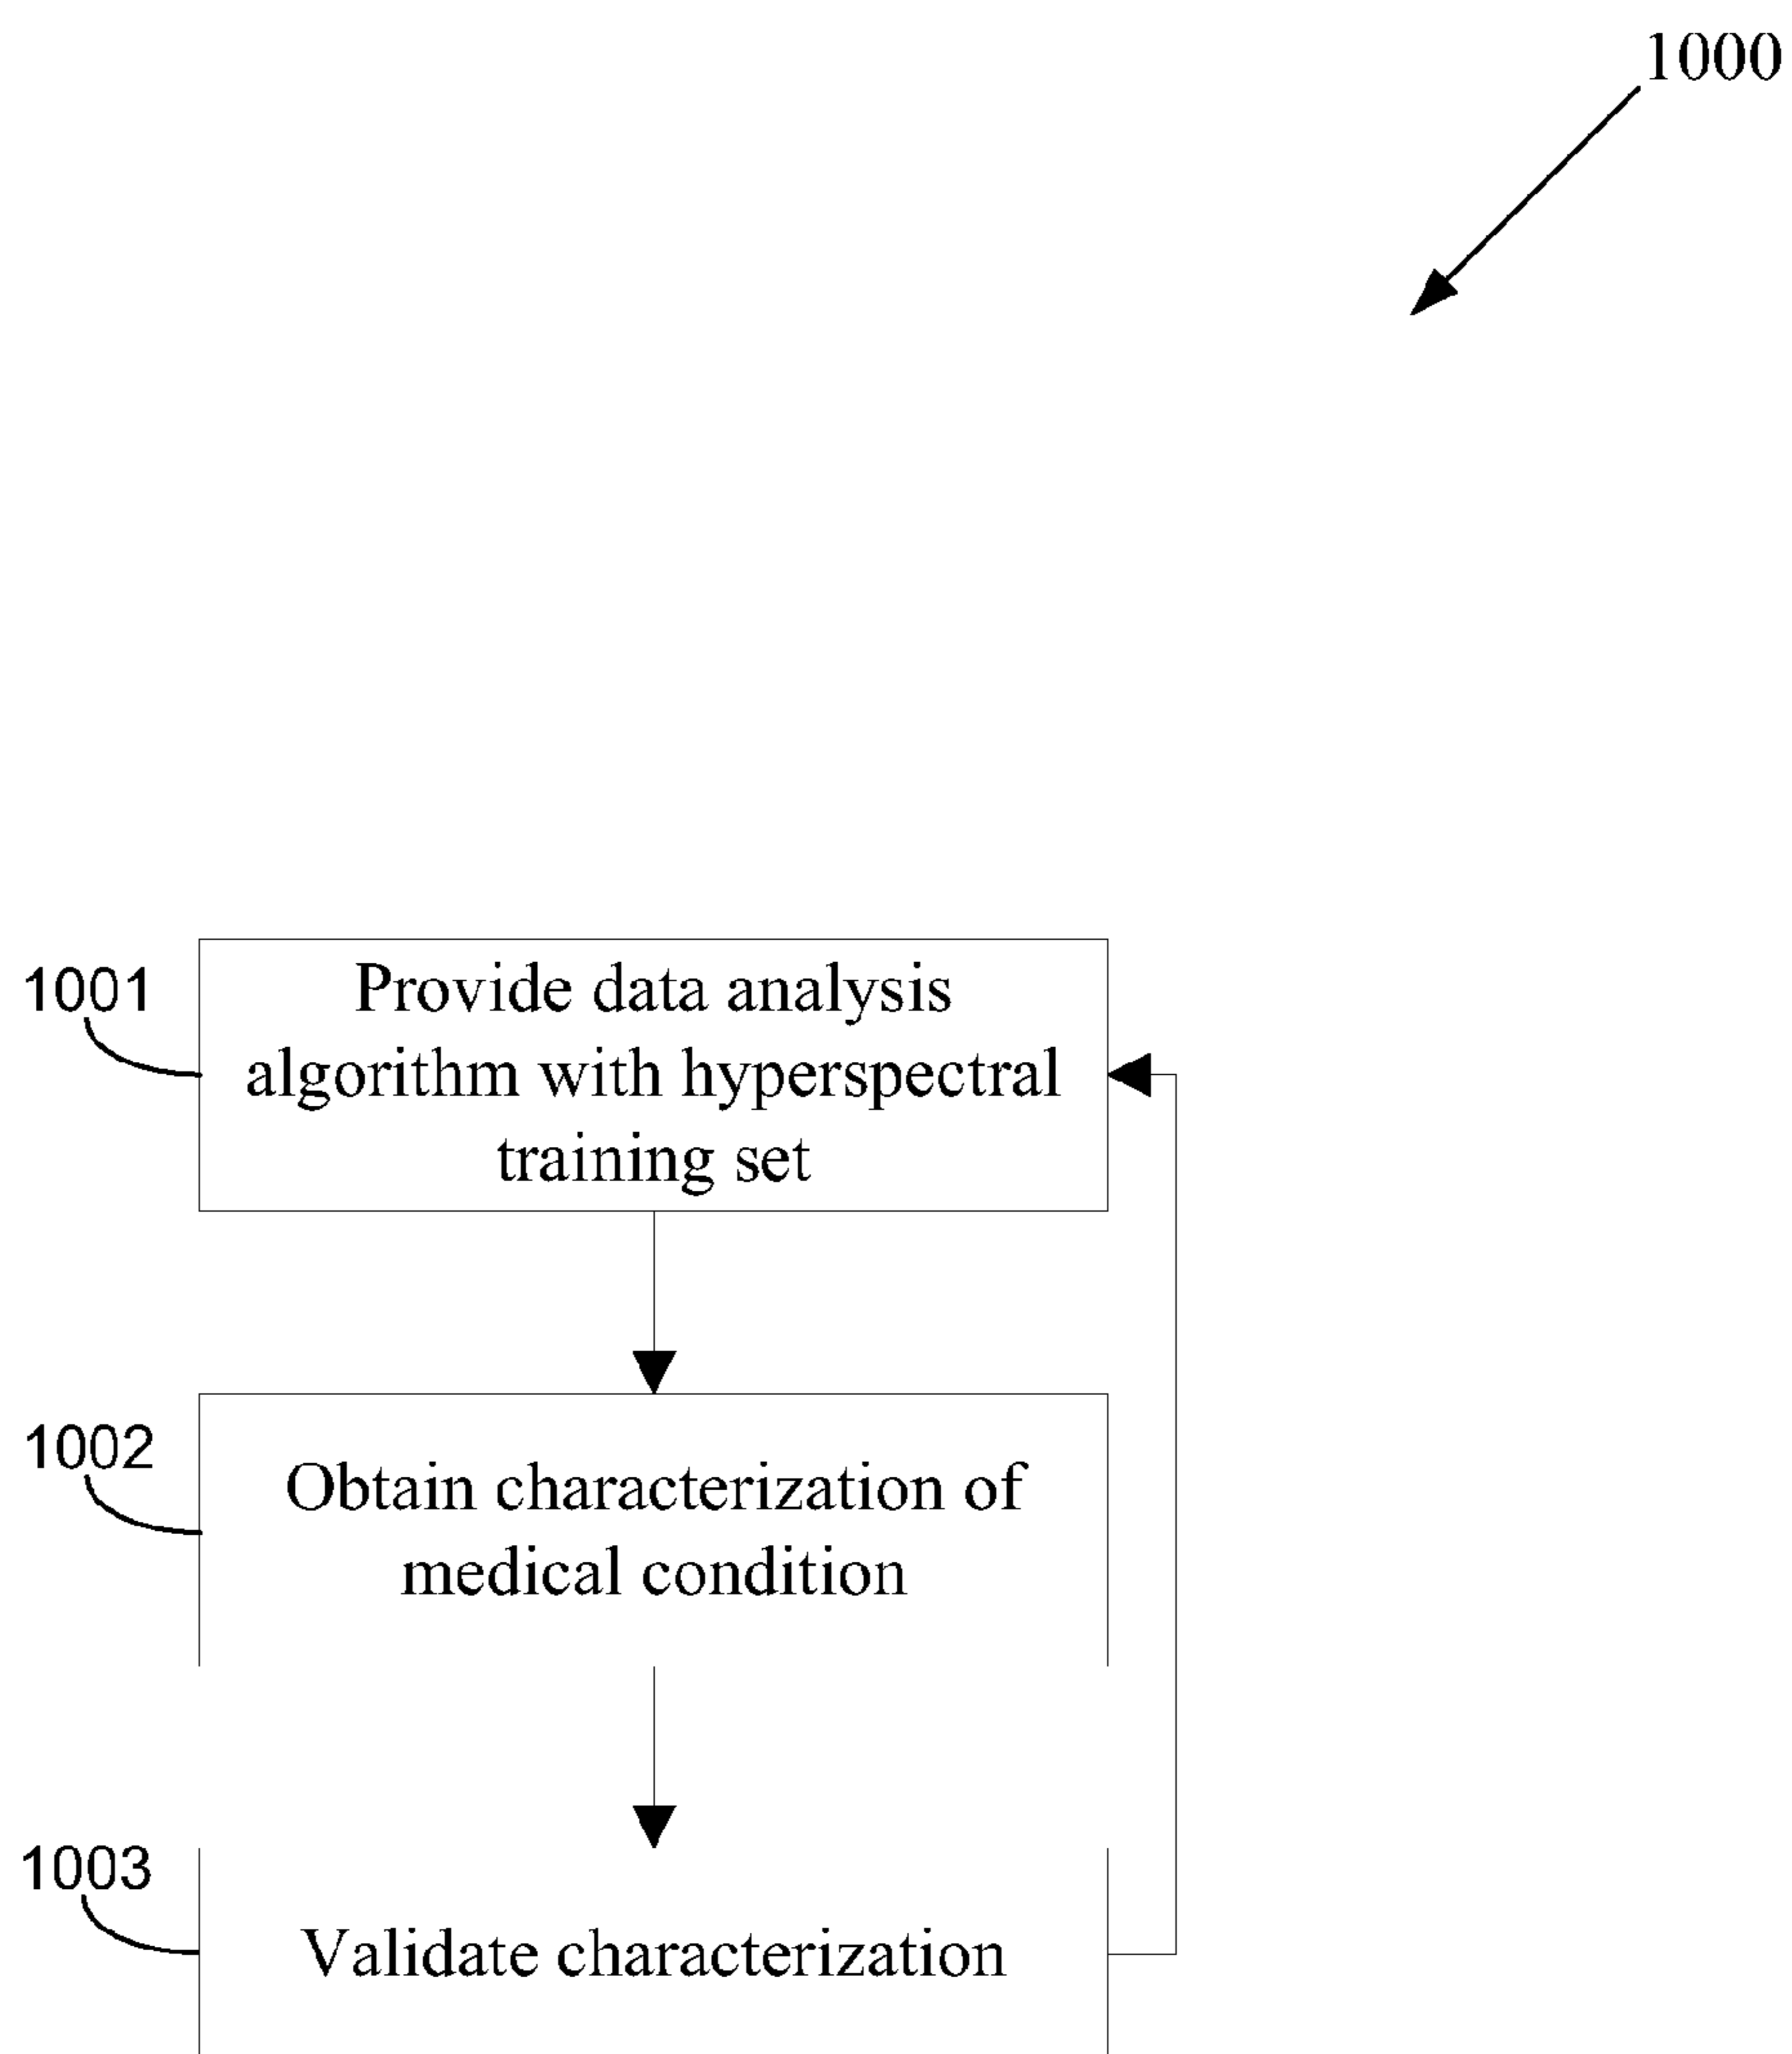 1000
1001
Provide data analysis
algorithm with hyperspectral
training set
1002
Obtain characterization of
medical condition
1003
Validate characterization